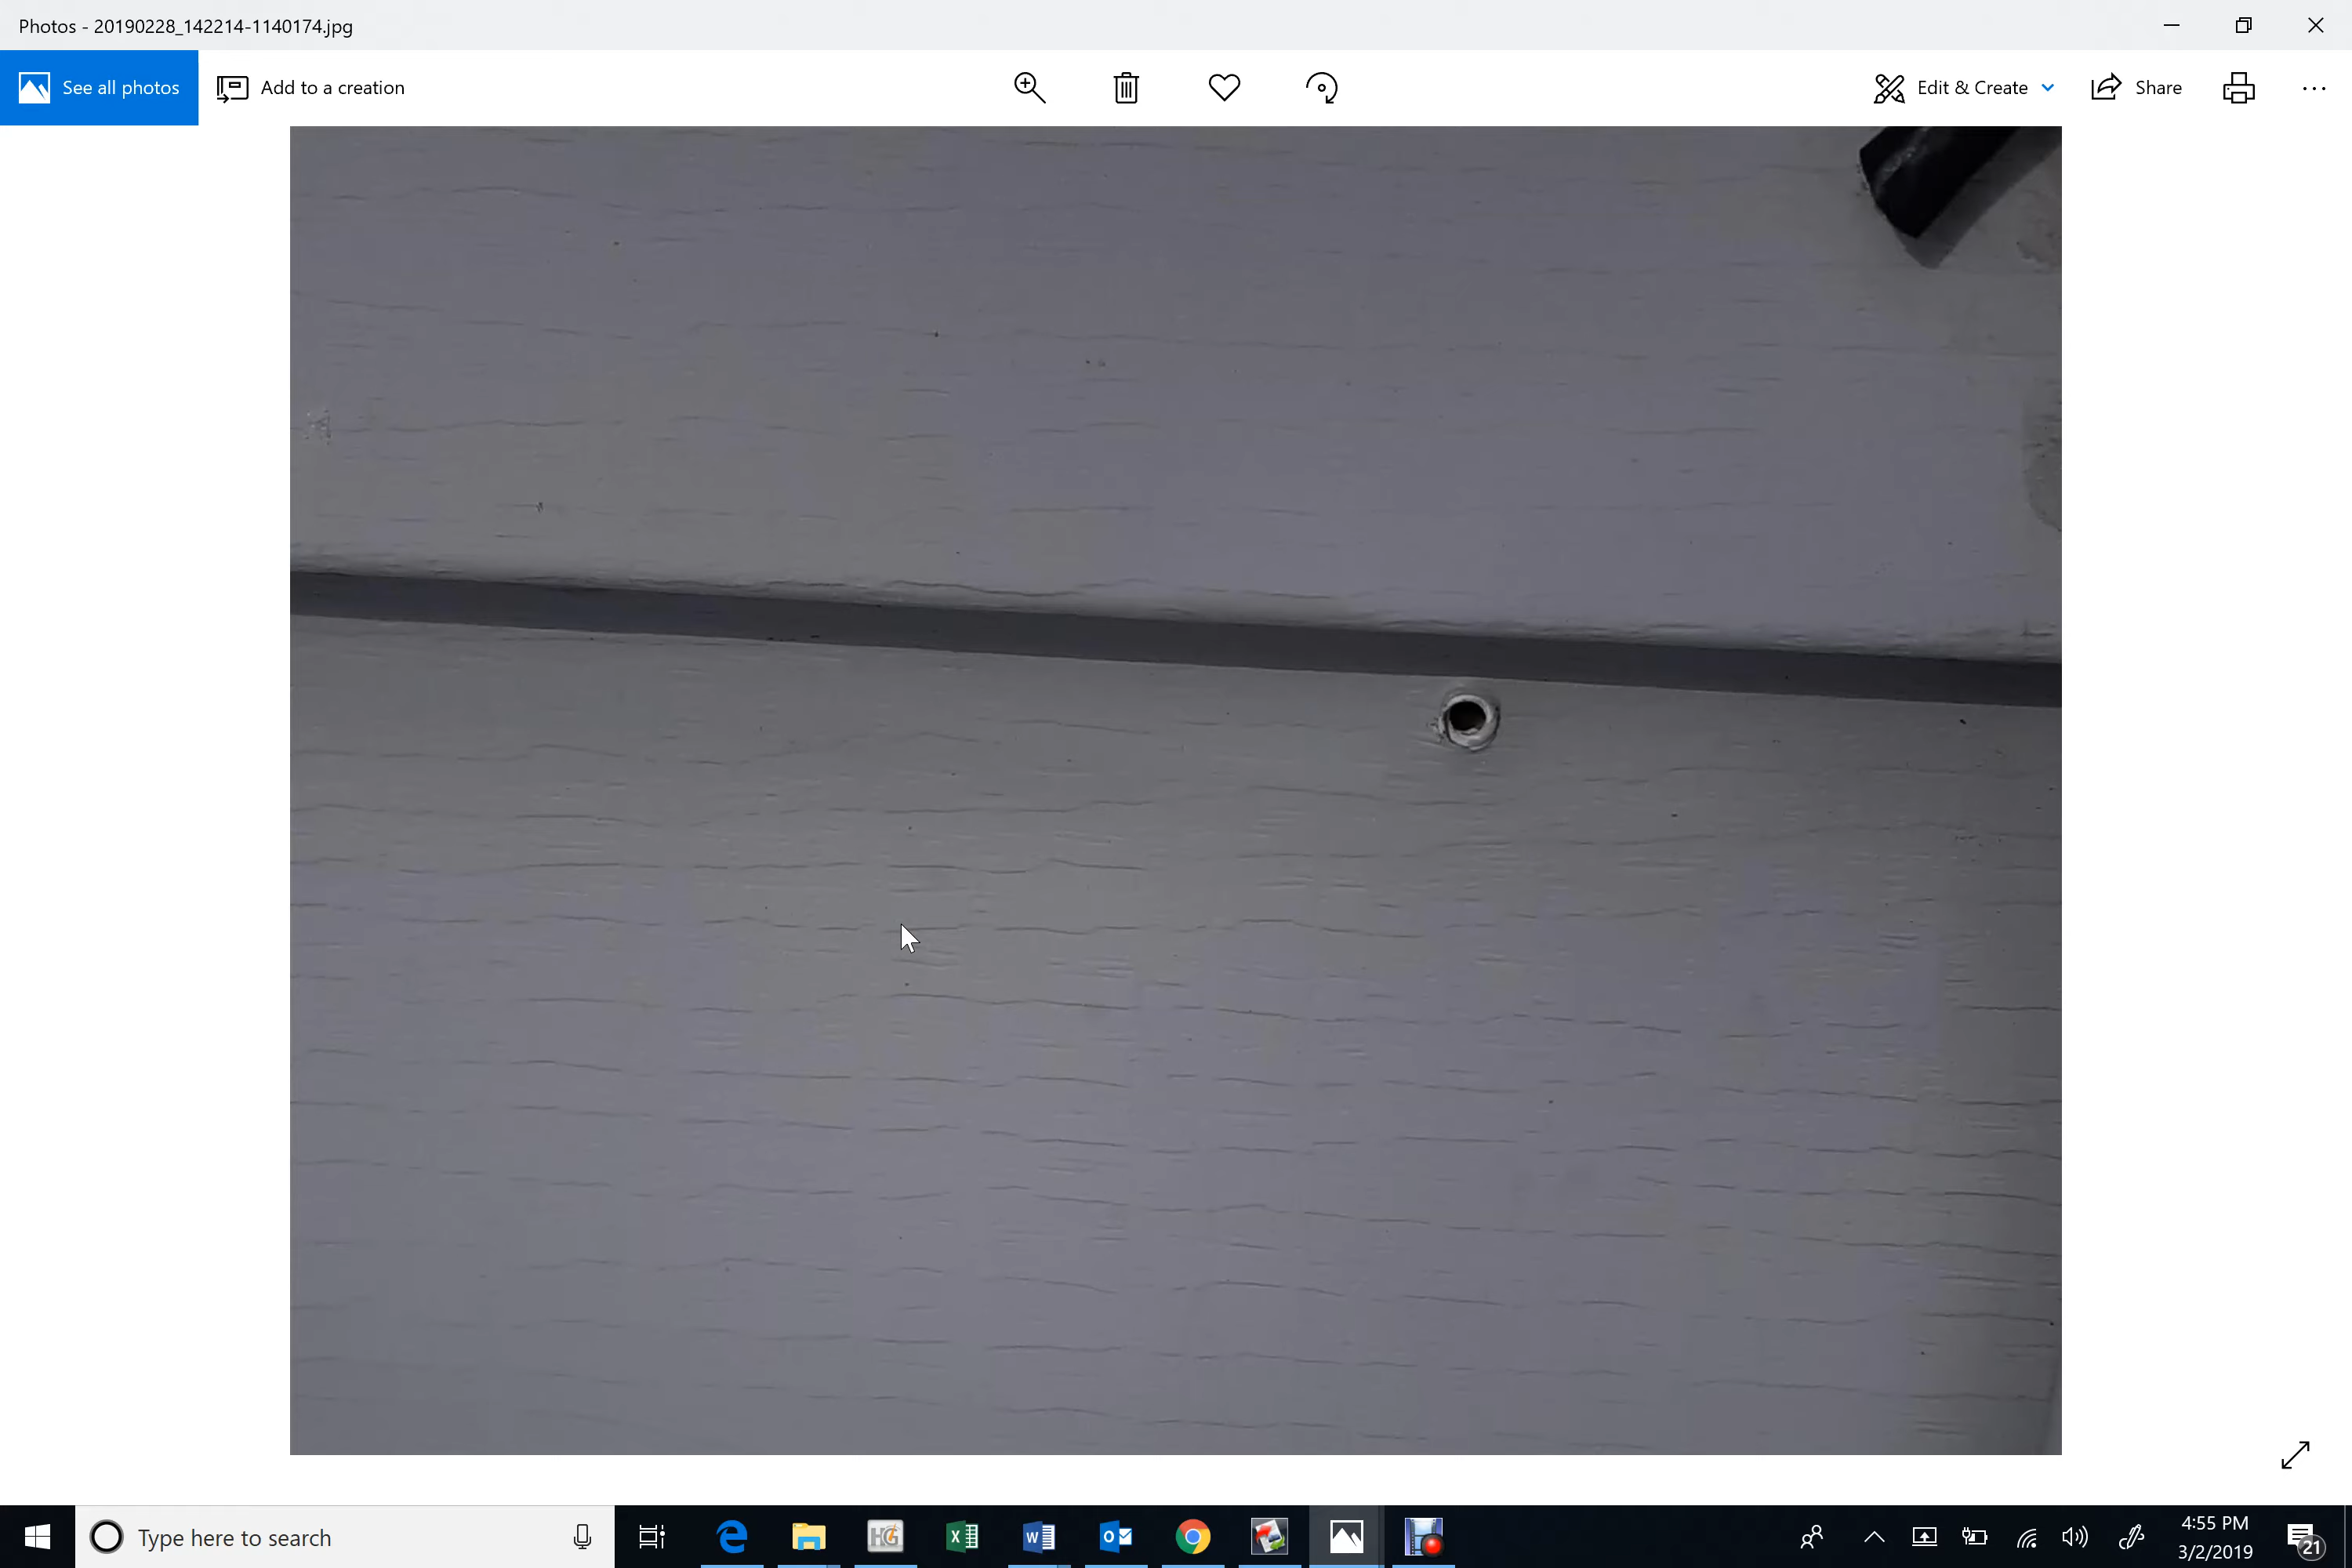 Photos - 20190228_142214-1140174.jpg
See all photos
Add to a creation
Edit & Create
Share
Type here to search
HG
X
W
O
4:55 PM
3/2/2019
21